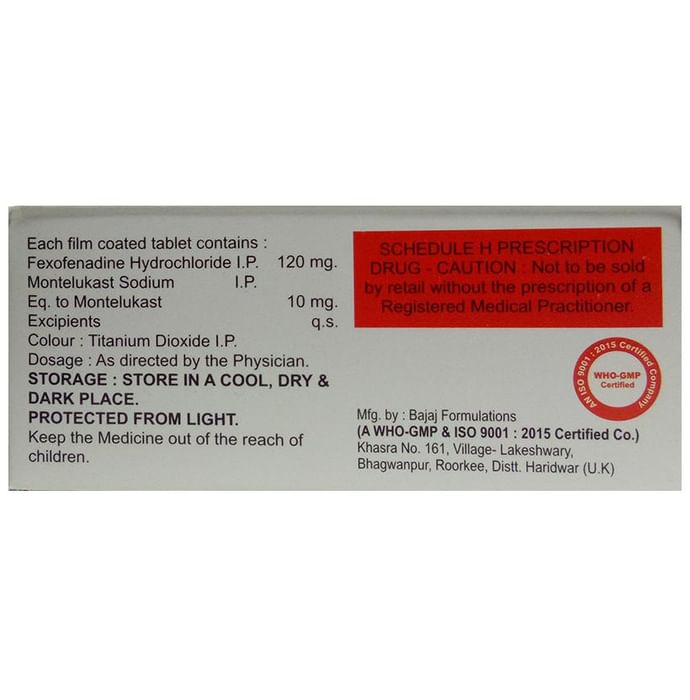 Each film coated tablet contains :
Fexofenadine Hydrochloride I.P. 120 mg.
Montelukast Sodium I.P.
Eq. to Montelukast 10 mg.
Excipients q.s.
Colour : Titanium Dioxide I.P.
Dosage : As directed by the Physician.
STORAGE : STORE IN A COOL, DRY &
DARK PLACE.
PROTECTED FROM LIGHT.
Keep the Medicine out of the reach of
children.
SCHEDULE H PRESCRIPTION
DRUG - CAUTION : Not to be sold
by retail without the prescription of a
Registered Medical Practitioner.
AN ISO 9001 : 2015 Certified Company
WHO-GMP
Certified
Mfg. by : Bajaj Formulations
(A WHO-GMP & ISO 9001 : 2015 Certified Co.)
Khasra No. 161, Village- Lakeshwary,
Bhagwanpur, Roorkee, Distt. Haridwar (U.K)